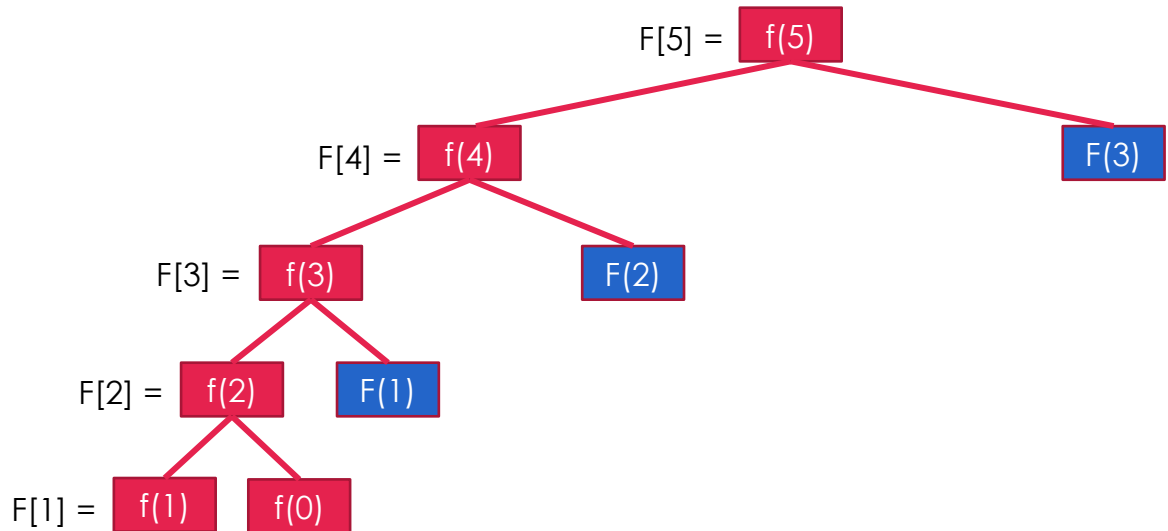 F[5] = f(5)
F[4] = f(4) F(3)
F[3] = f(3) F(2)
F[2] = f(2) F(1)
F[1] = f(1) f(0)